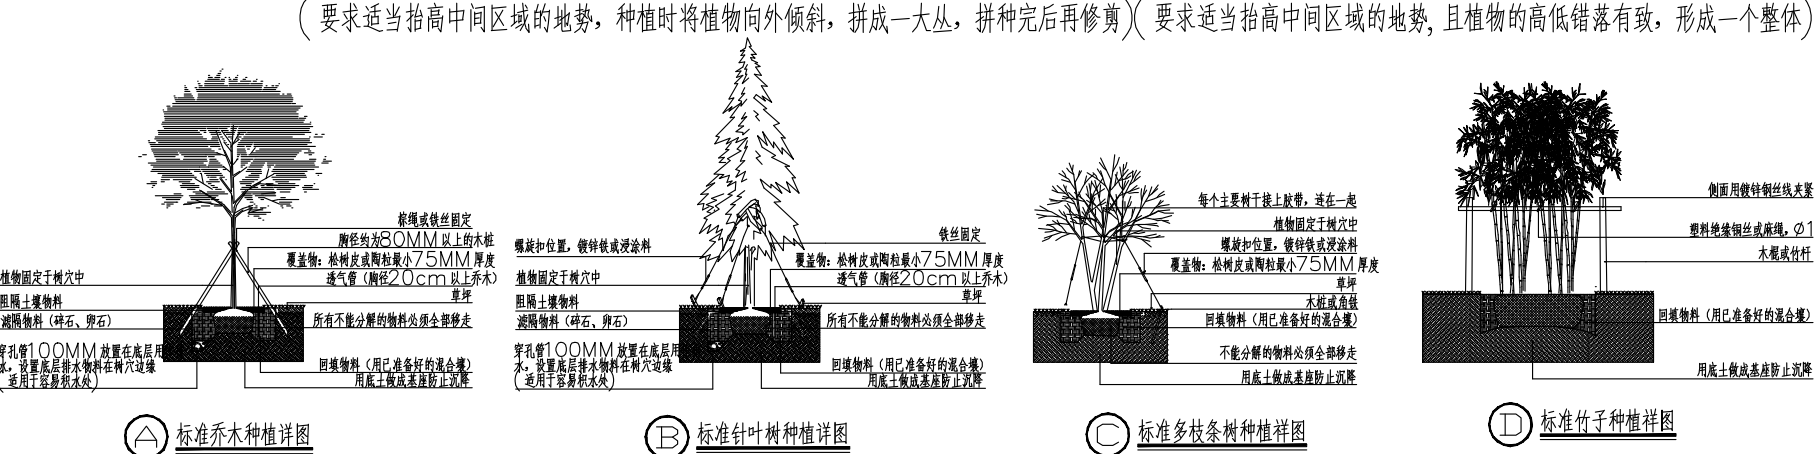 (要求适当抬高中间区域的地势，种植时将植物向外倾斜，拼成一大丛，拼种完后再修剪)
(要求适当抬高中间区域的地势, 且植物的高低错落有致，形成一个整体)
棕绳或铁丝固定
胸径约为80MM以上的木桩
覆盖物：松树皮或陶粒最小75MM厚度
透气管（胸径20cm以上乔木）
草坪
所有不能分解的物料必须全部移走
回填物料（用已准备好的混合壤）
用底土做成基座防止沉降
植物固定于树穴中
阻隔土壤物料
滤隔物料（碎石、卵石）
穿孔管100MM放置在底层用
水，设置底层排水物料在树穴边缘
（适用于容易积水处）
A 标准乔木种植详图
螺旋扣位置，镀锌铁或浸涂料
植物固定于树穴中
阻隔土壤物料
滤隔物料（碎石、卵石）
穿孔管100MM放置在底层用
水，设置底层排水物料在树穴边缘
（适用于容易积水处）
铁丝固定
覆盖物：松树皮或陶粒最小75MM厚度
透气管（胸径20cm以上乔木）
草坪
所有不能分解的物料必须全部移走
回填物料（用已准备好的混合壤）
用底土做成基座防止沉降
B 标准针叶树种植详图
每个主要树干接上胶带，连在一起
植物固定于树穴中
螺旋扣位置，镀锌铁或浸涂料
覆盖物：松树皮或陶粒最小75MM厚度
草坪
木桩或角铁
回填物料（用已准备好的混合壤）
不能分解的物料必须全部移走
用底土做成基座防止沉降
C 标准多枝条树种植祥图
侧面用镀锌钢丝线夹紧
塑料绝缘铜丝或麻绳，Ø1
木棍或竹杆
回填物料（用已准备好的混合壤）
用底土做成基座防止沉降
D 标准竹子种植祥图